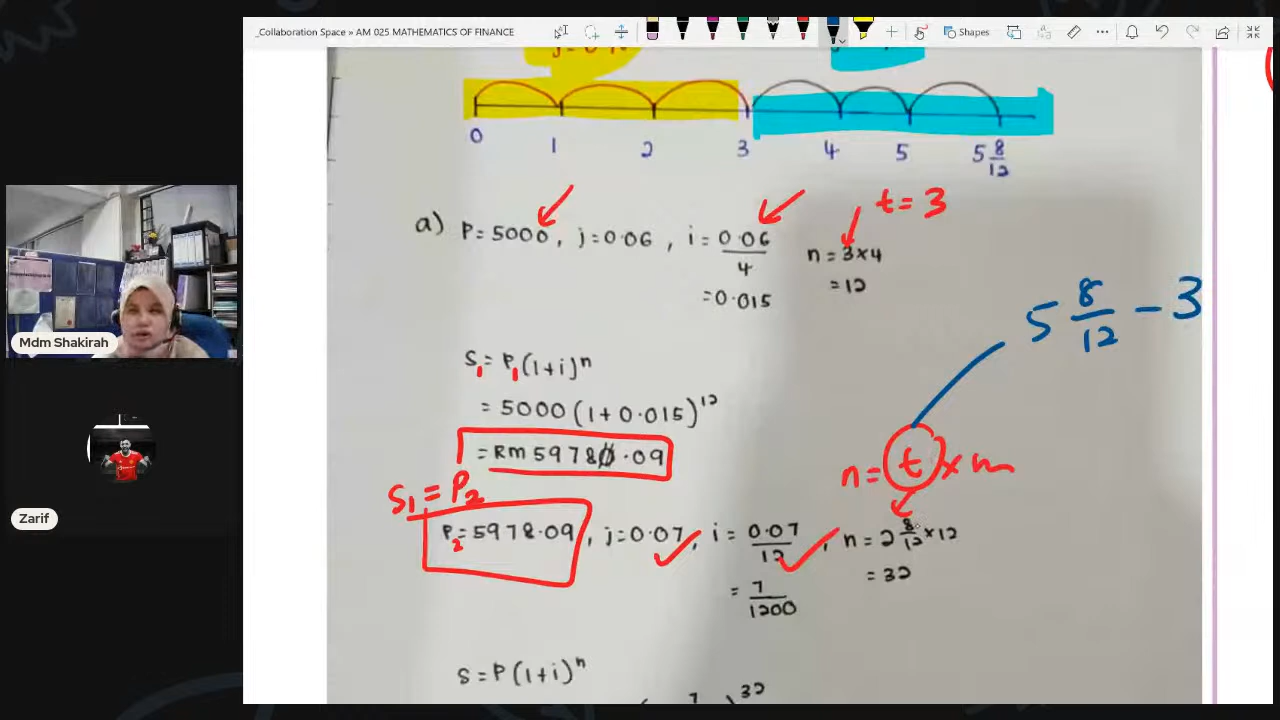 _Collaboration Space » AM 025 MATHEMATICS OF FINANCE
Shapes
0 1 2 3 4 5 5 8/12
a) P = 5000, j = 0.06, i = 0.06/4
= 0.015
n = 3 × 4
= 12
t = 3
5 8/12 - 3
S₁ = P₁(1+i)ⁿ
= 5000(1+0.015)¹²
= RM 5978.09
S₁ = P₂
n = t × m
P₂ = 5978.09, j = 0.07, i = 0.07/12, n = 2 8/12 × 12
= 7/1200
= 32
S = P(1+i)ⁿ
7
32
Mdm Shakirah
Zarif